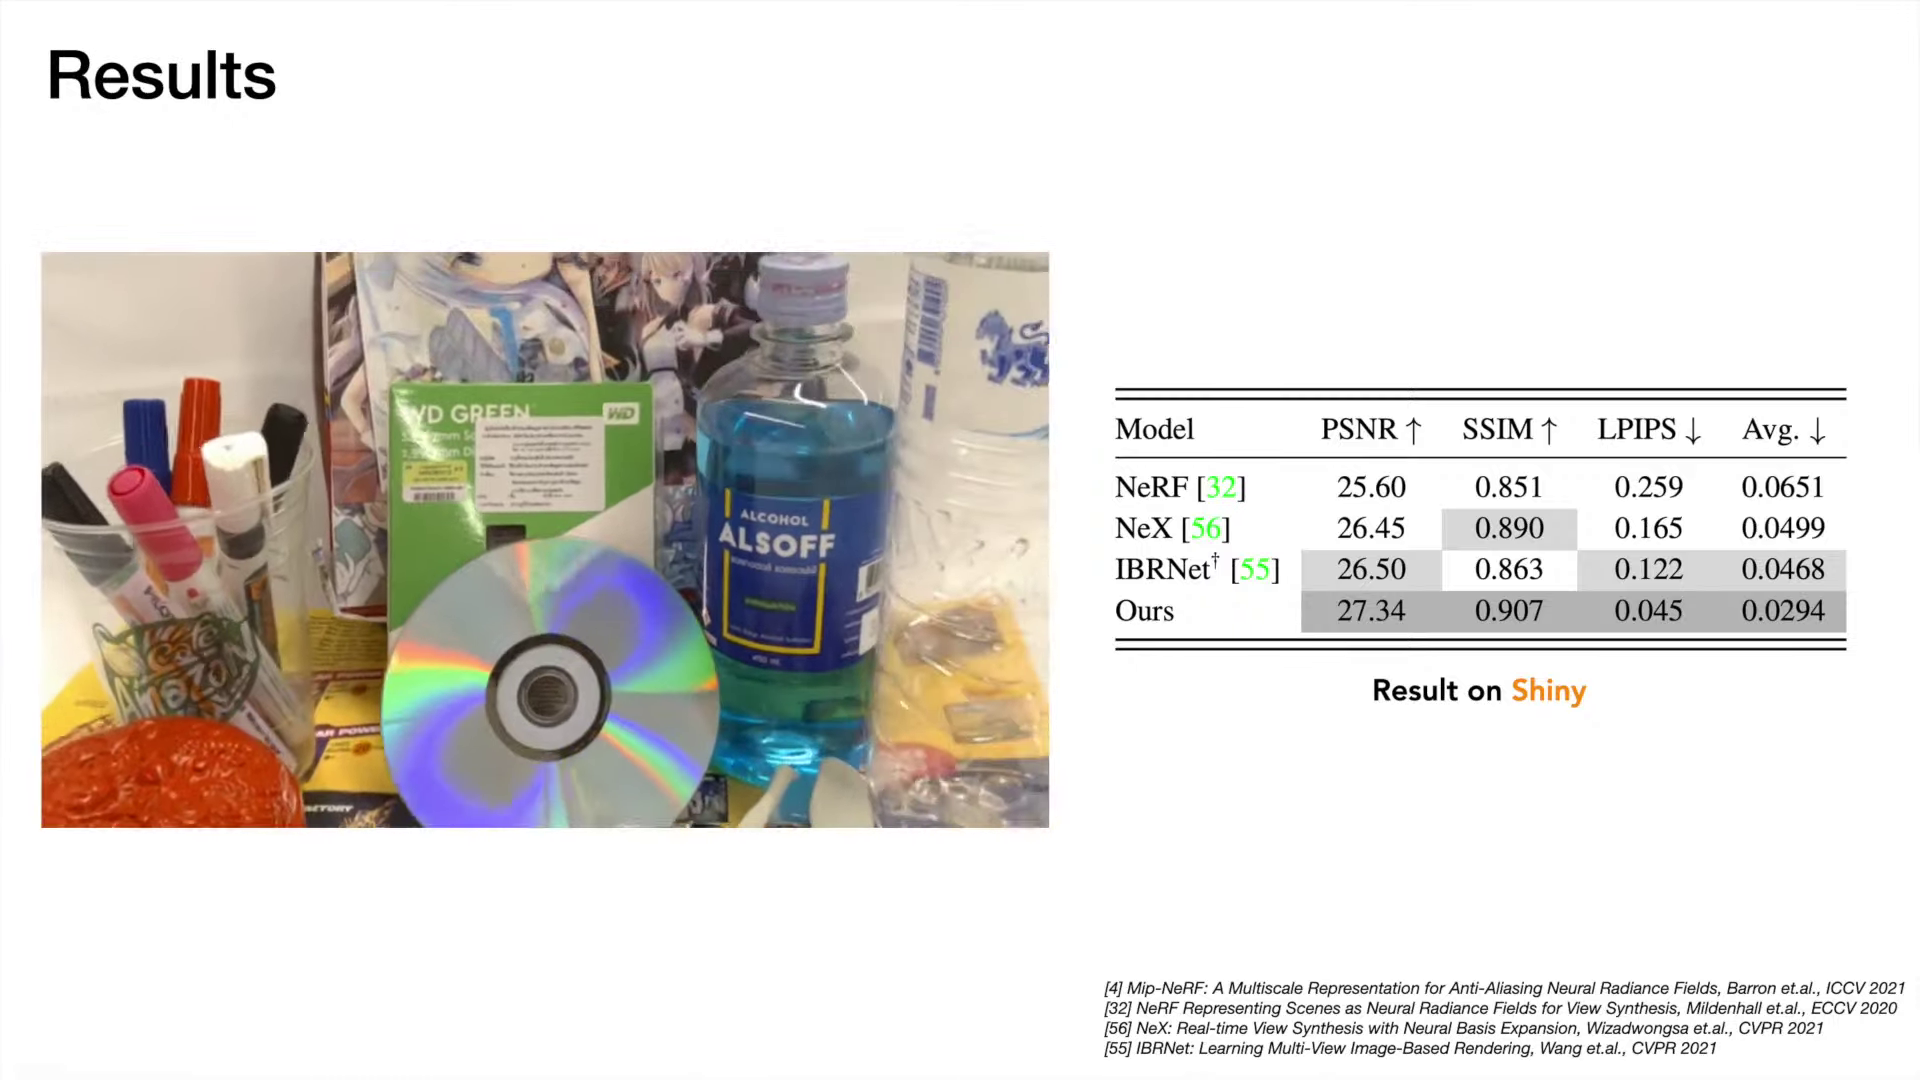 Results
WD GREEN
WD
ALCOHOL
ALSOFF
450 ml
Model PSNR ↑ SSIM ↑ LPIPS ↓ Avg. ↓
NeRF [32] 25.60 0.851 0.259 0.0651
NeX [56] 26.45 0.890 0.165 0.0499
IBRNet† [55] 26.50 0.863 0.122 0.0468
Ours 27.34 0.907 0.045 0.0294
Result on Shiny
[4] Mip-NeRF: A Multiscale Representation for Anti-Aliasing Neural Radiance Fields, Barron et.al., ICCV 2021
[32] NeRF Representing Scenes as Neural Radiance Fields for View Synthesis, Mildenhall et.al., ECCV 2020
[56] NeX: Real-time View Synthesis with Neural Basis Expansion, Wizadwongsa et.al., CVPR 2021
[55] IBRNet: Learning Multi-View Image-Based Rendering, Wang et.al., CVPR 2021